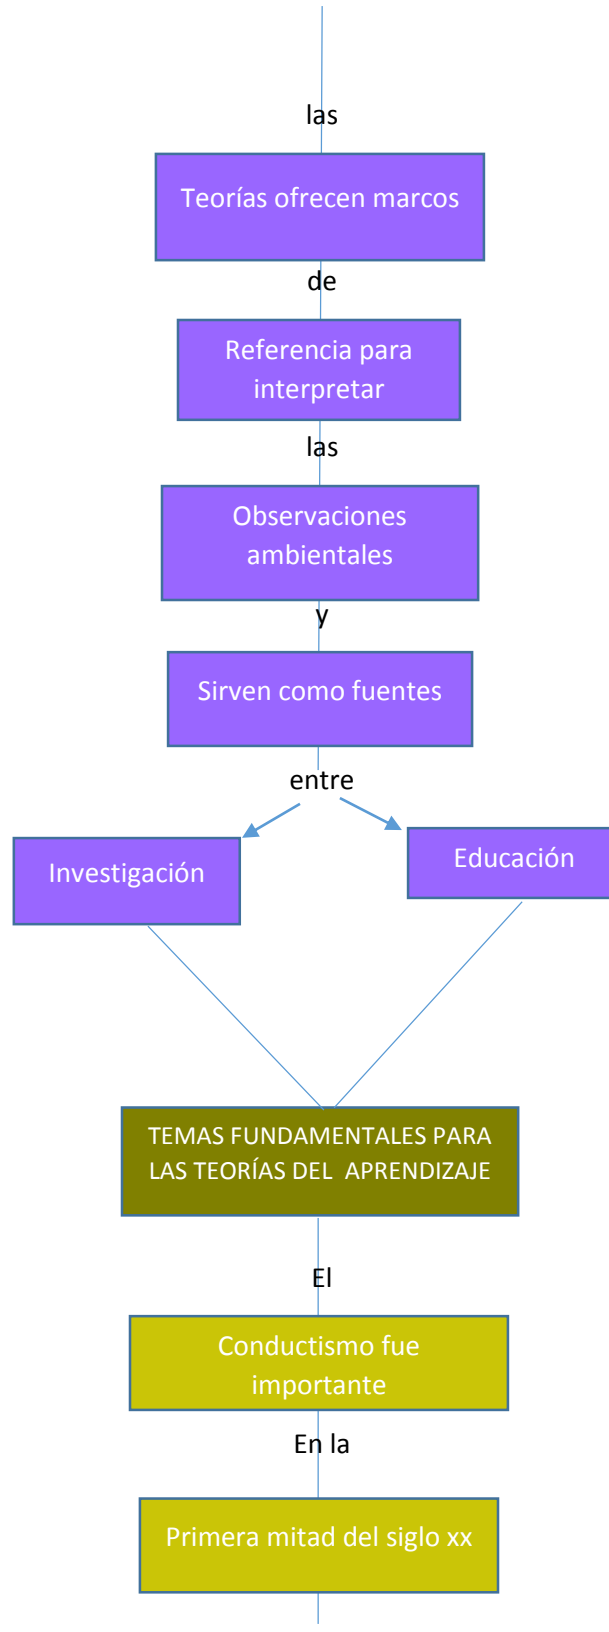 las
Teorías ofrecen marcos
de
Referencia para
interpretar
las
Observaciones
ambientales
y
Sirven como fuentes
entre
Investigación
Educación
TEMAS FUNDAMENTALES PARA
LAS TEORÍAS DEL APRENDIZAJE
El
Conductismo fue
importante
En la
Primera mitad del siglo xx